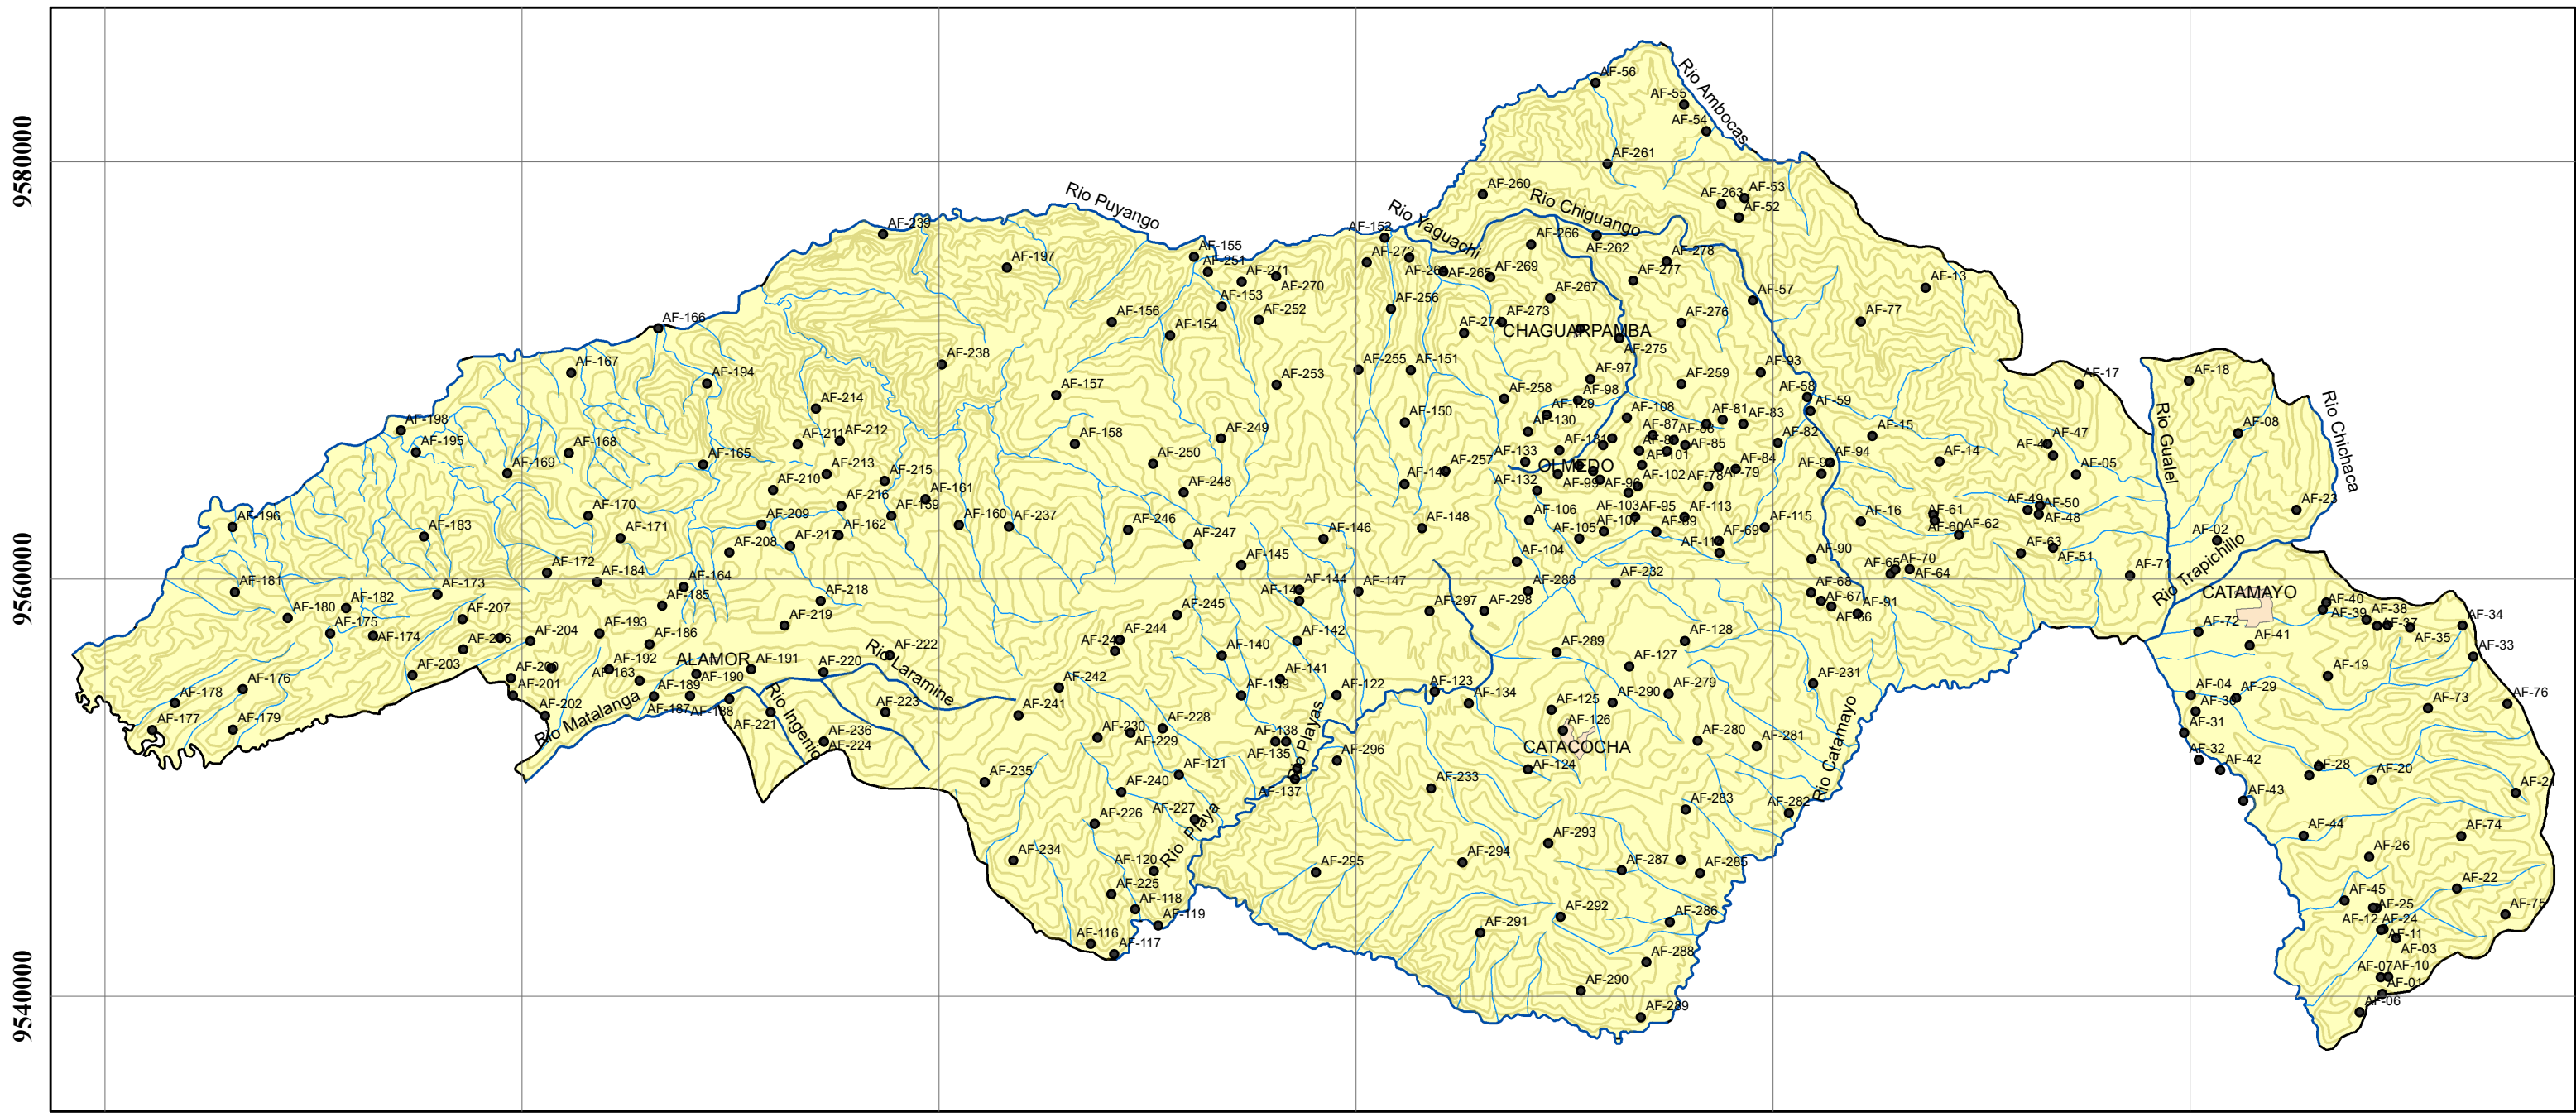 9580000
9560000
9540000
AF-56
Rio Ambocas
AF-55
AF-54
AF-261
AF-260
AF-263
AF-53
AF-52
Rio Puyango
Rio Yaguachi
Rio Chiguango
AF-239
AF-152
AF-266
AF-262
AF-278
AF-197
AF-155
AF-251
AF-271
AF-270
AF-272
AF-265
AF-269
AF-277
AF-13
AF-57
AF-267
AF-153
AF-252
AF-256
AF-156
AF-154
AF-273
CHAGUARPAMBA
AF-275
AF-276
AF-77
AF-166
AF-167
AF-194
AF-238
AF-157
AF-253
AF-255
AF-151
AF-97
AF-98
AF-259
AF-93
AF-58
AF-59
AF-17
AF-18
Rio Gualel
Rio Chichaca
AF-258
AF-129
AF-130
AF-108
AF-81
AF-83
AF-82
AF-87
AF-85
AF-214
AF-211
AF-212
AF-158
AF-249
AF-150
AF-198
AF-195
AF-168
AF-169
AF-165
AF-213
AF-215
AF-210
AF-250
AF-257
AF-133
OLMEDO
AF-101
AF-102
AF-84
AF-79
AF-78
AF-94
AF-15
AF-14
AF-47
AF-05
AF-08
AF-23
AF-132
AF-99
AF-248
AF-161
AF-216
AF-159
AF-170
AF-171
AF-209
AF-162
AF-160
AF-237
AF-246
AF-247
AF-146
AF-148
AF-106
AF-105
AF-103
AF-95
AF-113
AF-69
AF-115
AF-16
AF-61
AF-60
AF-62
AF-49
AF-50
AF-48
AF-63
AF-51
AF-02
AF-196
AF-183
AF-208
AF-217
AF-145
AF-104
AF-90
AF-70
AF-64
AF-71
Rio Trapichillo
AF-181
AF-180
AF-182
AF-175
AF-174
AF-173
AF-172
AF-184
AF-164
AF-185
AF-218
AF-219
AF-144
AF-147
AF-288
AF-232
AF-68
AF-67
AF-66
AF-91
CATAMAYO
AF-40
AF-39
AF-38
AF-37
AF-35
AF-34
AF-33
AF-72
AF-41
AF-207
AF-204
AF-193
AF-186
AF-245
AF-244
AF-142
AF-297
AF-298
AF-289
AF-128
AF-127
AF-203
AF-201
AF-202
AF-192
AF-163
ALAMOR
AF-190
AF-189
AF-187
AF-188
AF-191
AF-220
AF-222
Rio Laramine
AF-140
AF-141
AF-139
AF-122
AF-123
AF-134
AF-125
AF-290
AF-279
AF-231
AF-19
AF-04
AF-29
AF-31
AF-73
AF-76
AF-178
AF-176
AF-177
AF-179
Rio Matalanga
AF-221
Rio Ingenio
AF-223
AF-236
AF-224
AF-241
AF-242
AF-230
AF-229
AF-228
AF-138
AF-135
AF-137
AF-296
AF-126
CATACOCHA
AF-124
AF-280
AF-281
Rio Catamayo
AF-32
AF-42
AF-43
AF-28
AF-20
AF-21
AF-235
AF-240
AF-121
AF-233
AF-283
AF-282
AF-226
AF-227
Rio Playa
AF-293
AF-44
AF-74
AF-26
AF-234
AF-120
AF-295
AF-294
AF-287
AF-285
AF-22
AF-225
AF-118
AF-119
AF-292
AF-286
AF-45
AF-25
AF-75
AF-12
AF-24
AF-11
AF-03
AF-116
AF-117
AF-291
AF-288
AF-07
AF-10
AF-01
AF-06
AF-290
AF-289